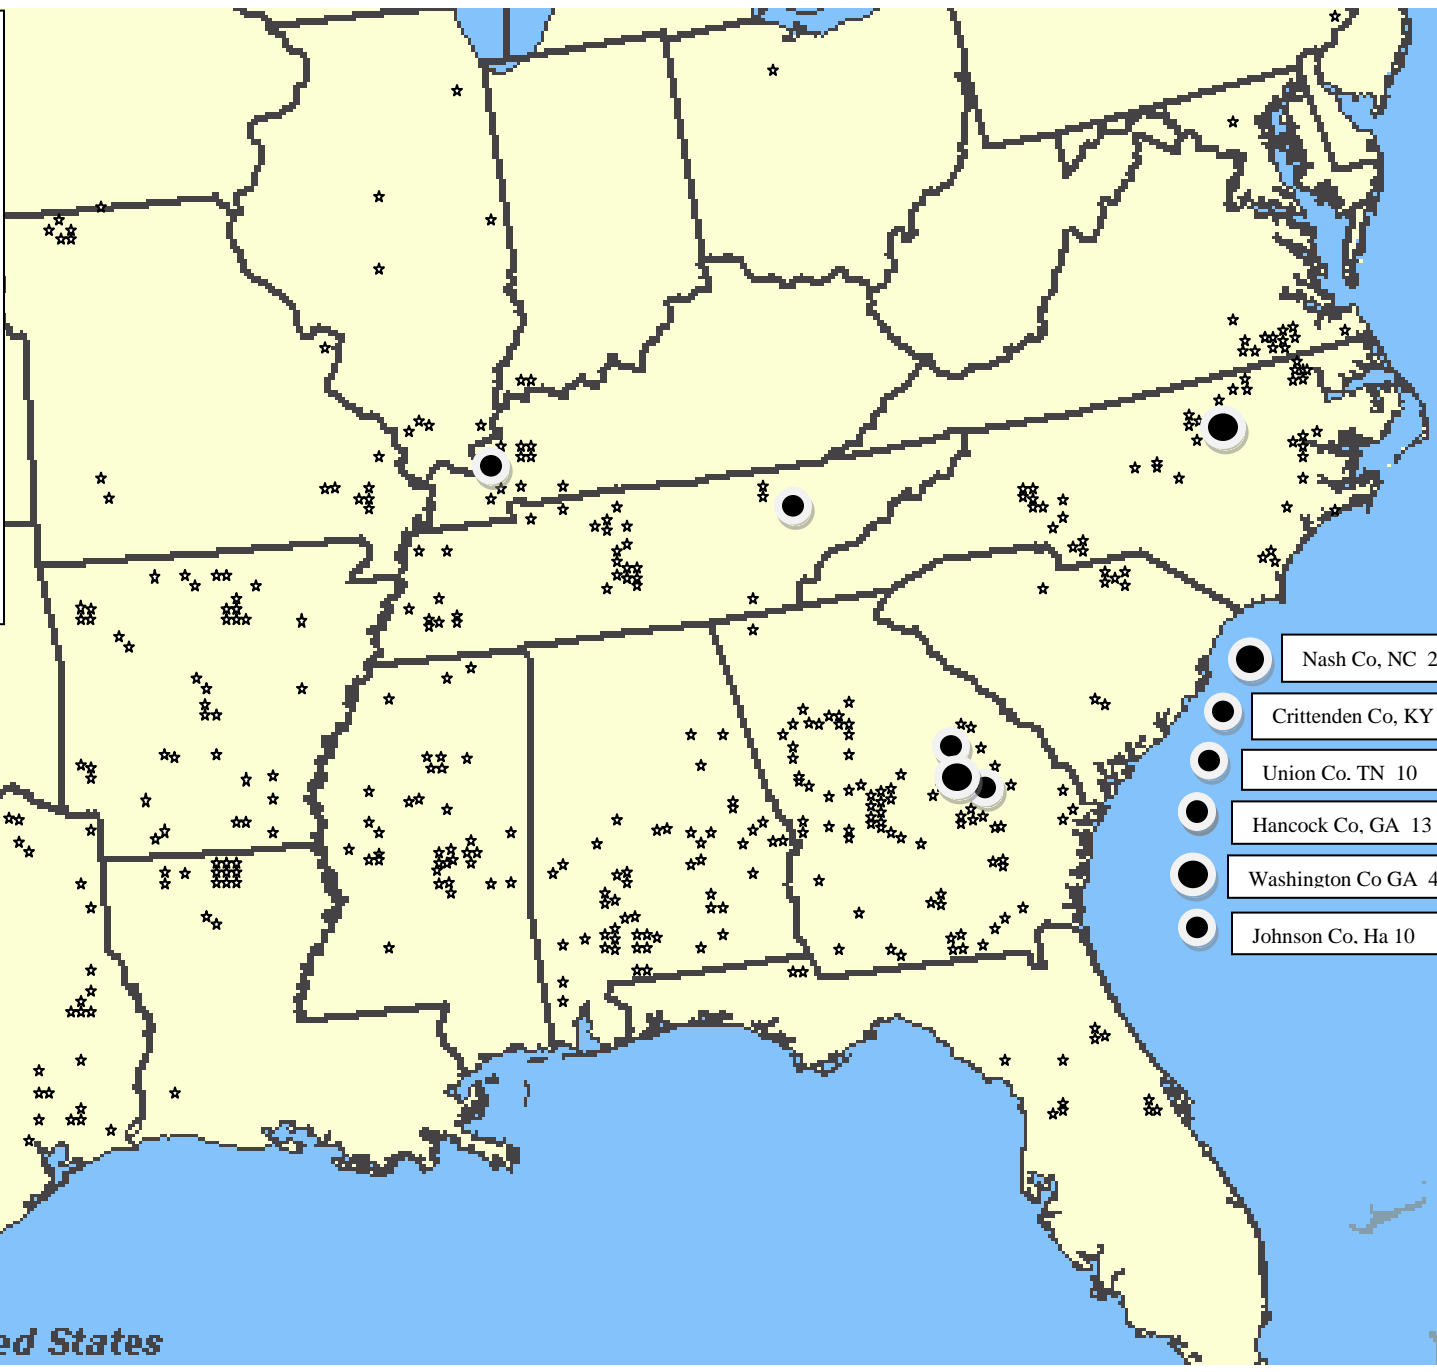 Nash Co, NC 2
Crittenden Co, KY
Union Co. TN 10
Hancock Co, GA 13
Washington Co GA 4
Johnson Co, Ha 10
ed States